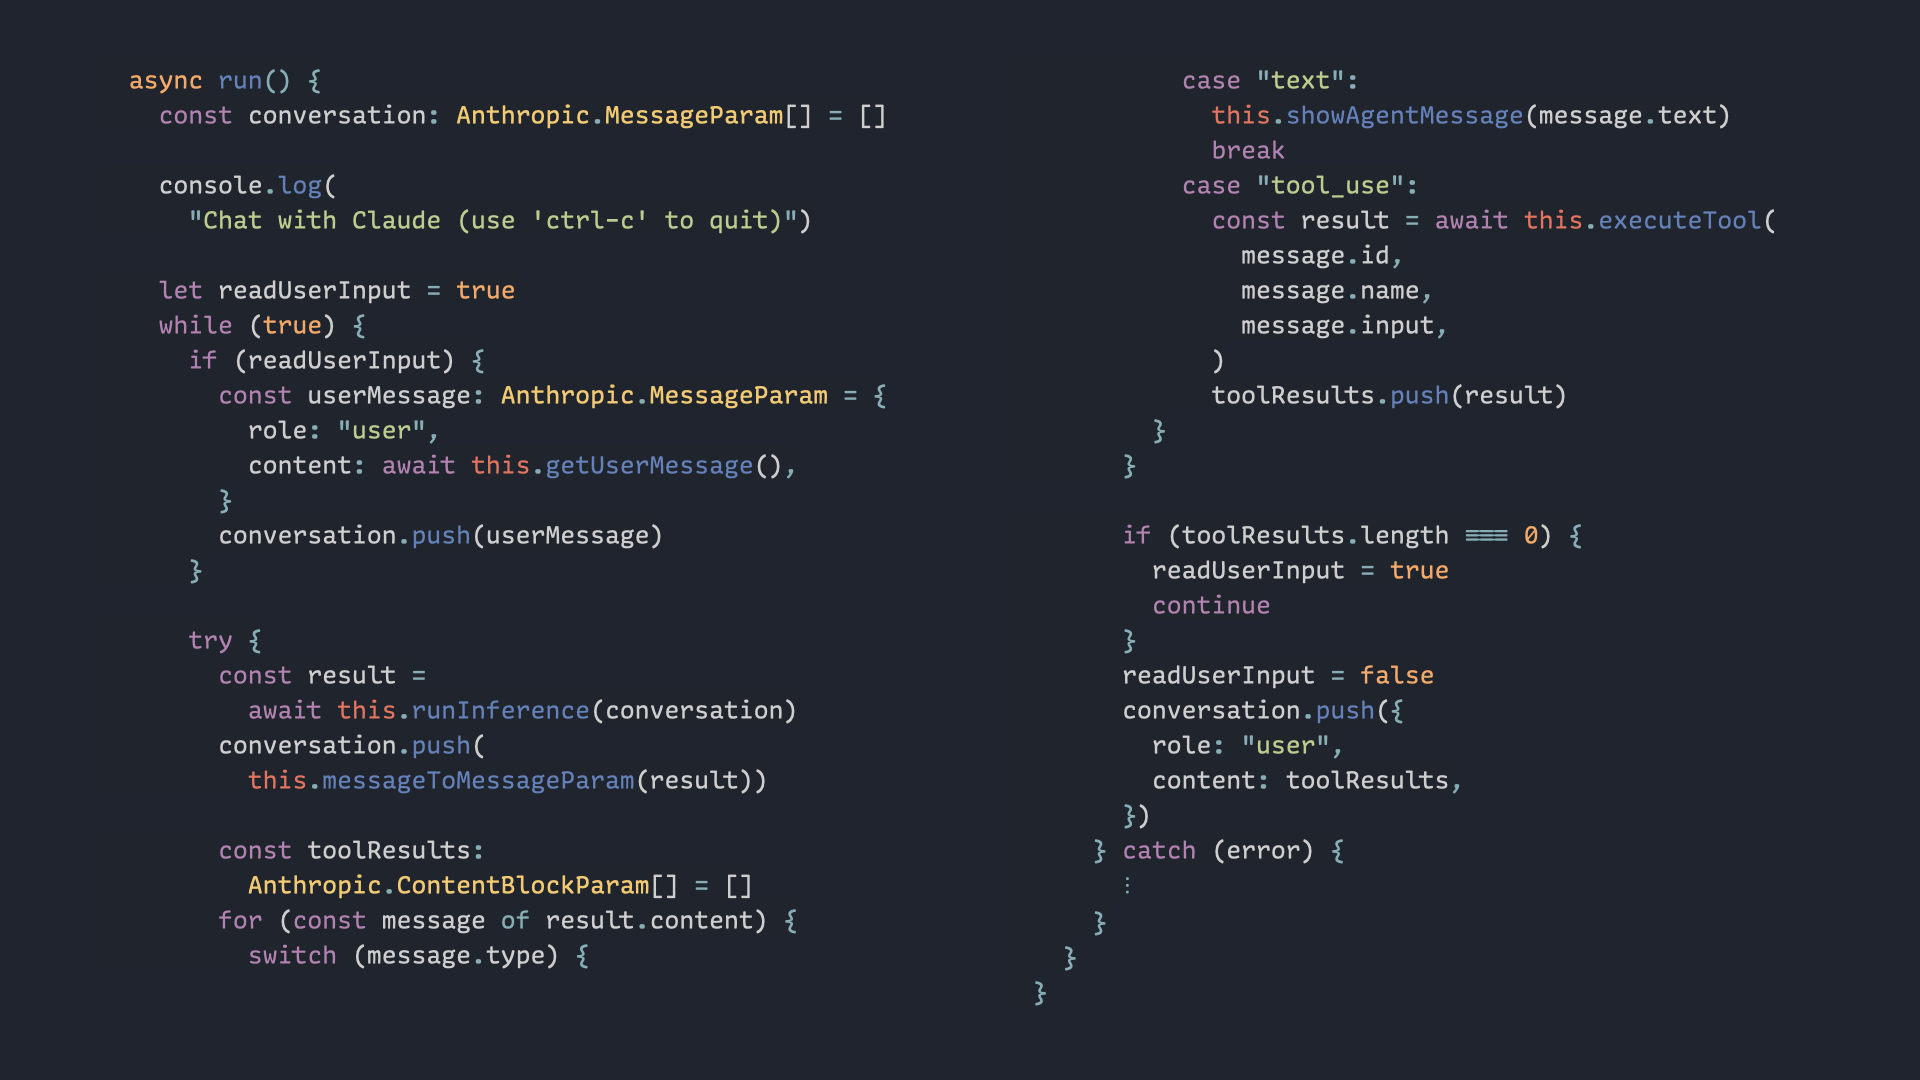 async run() {
const conversation: Anthropic.MessageParam[] = []
console.log(
"Chat with Claude (use 'ctrl-c' to quit)")
let readUserInput = true
while (true) {
if (readUserInput) {
const userMessage: Anthropic.MessageParam = {
role: "user",
content: await this.getUserMessage(),
}
conversation.push(userMessage)
}
try {
const result =
await this.runInference(conversation)
conversation.push(
this.messageToMessageParam(result))
const toolResults:
Anthropic.ContentBlockParam[] = []
for (const message of result.content) {
switch (message.type) {
case "text":
this.showAgentMessage(message.text)
break
case "tool_use":
const result = await this.executeTool(
message.id,
message.name,
message.input,
)
toolResults.push(result)
}
}
if (toolResults.length === 0) {
readUserInput = true
continue
}
readUserInput = false
conversation.push({
role: "user",
content: toolResults,
})
} catch (error) {
⋮
}
}
}